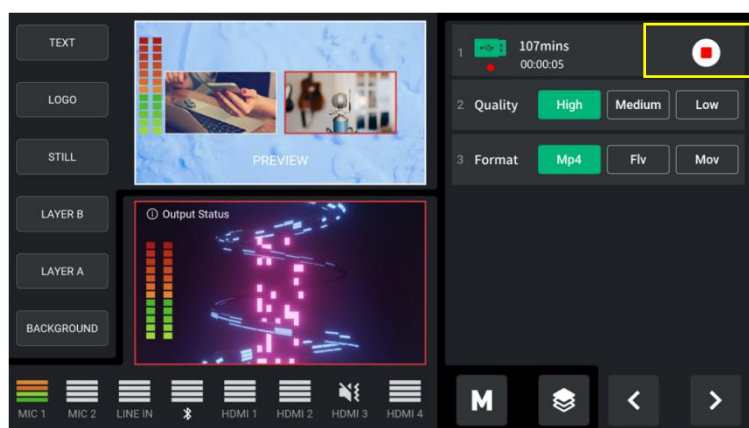 TEXT
LOGO
STILL
LAYER B
LAYER A
BACKGROUND
PREVIEW
Output Status
MIC 1 MIC 2 LINE IN HDMI 1 HDMI 2 HDMI 3 HDMI 4
1 107mins
00:00:05
2 Quality High Medium Low
3 Format Mp4 Flv Mov
M